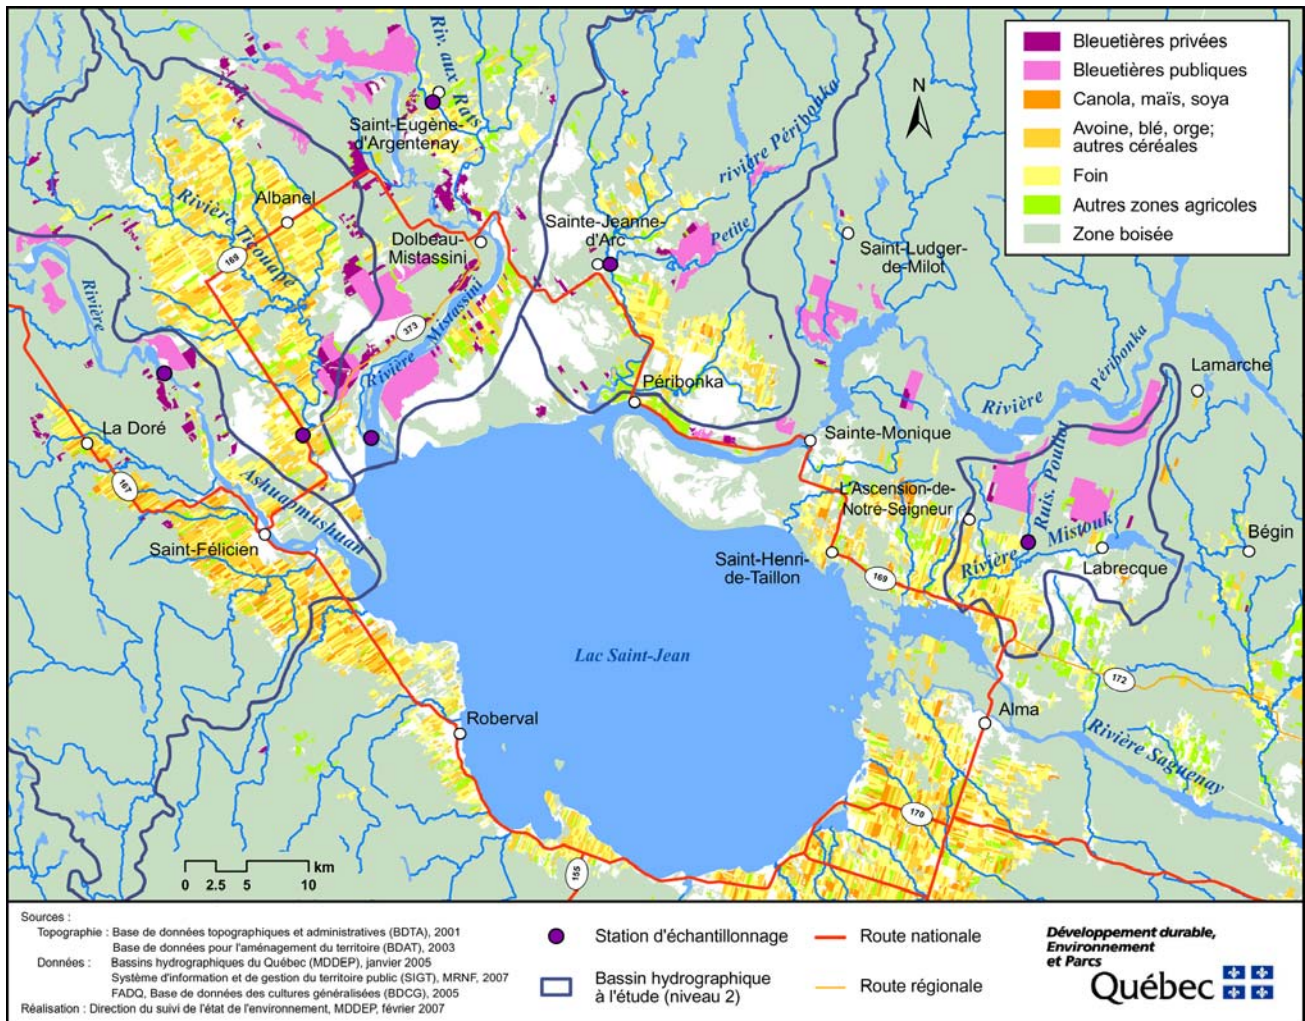 Bleuetières privées
Bleuetières publiques
Canola, maïs, soya
Avoine, blé, orge;
autres céréales
Foin
Autres zones agricoles
Zone boisée
N
Riv. aux
Rats
Saint-Eugène-
d'Argentenay
rivière Péribonka
Petite
Albanel
Rivière Ticouapé
169
Dolbeau-
Mistassini
Sainte-Jeanne-
d'Arc
Saint-Ludger-
de-Milot
Rivière
373
Rivière Mistassini
Péribonka
Rivière
Péribonka
Lamarche
La Doré
167
Sainte-Monique
Ashuapmushuan
Saint-Félicien
L'Ascension-de-
Notre-Seigneur
Ruis. Pouliot
Rivière Mistouk
Labrecque
Bégin
Saint-Henri-
de-Taillon
169
Lac Saint-Jean
172
Roberval
Alma
Rivière Saguenay
170
155
km
0 2.5 5 10
Sources :
Topographie : Base de données topographiques et administratives (BDTA), 2001
Base de données pour l'aménagement du territoire (BDAT), 2003
Données : Bassins hydrographiques du Québec (MDDEP), janvier 2005
Système d'information et de gestion du territoire public (SIGT), MRNF, 2007
FADQ, Base de données des cultures généralisées (BDCG), 2005
Réalisation : Direction du suivi de l'état de l'environnement, MDDEP, février 2007
Station d'échantillonnage
Bassin hydrographique
à l'étude (niveau 2)
Route nationale
Route régionale
Développement durable,
Environnement
et Parcs
Québec